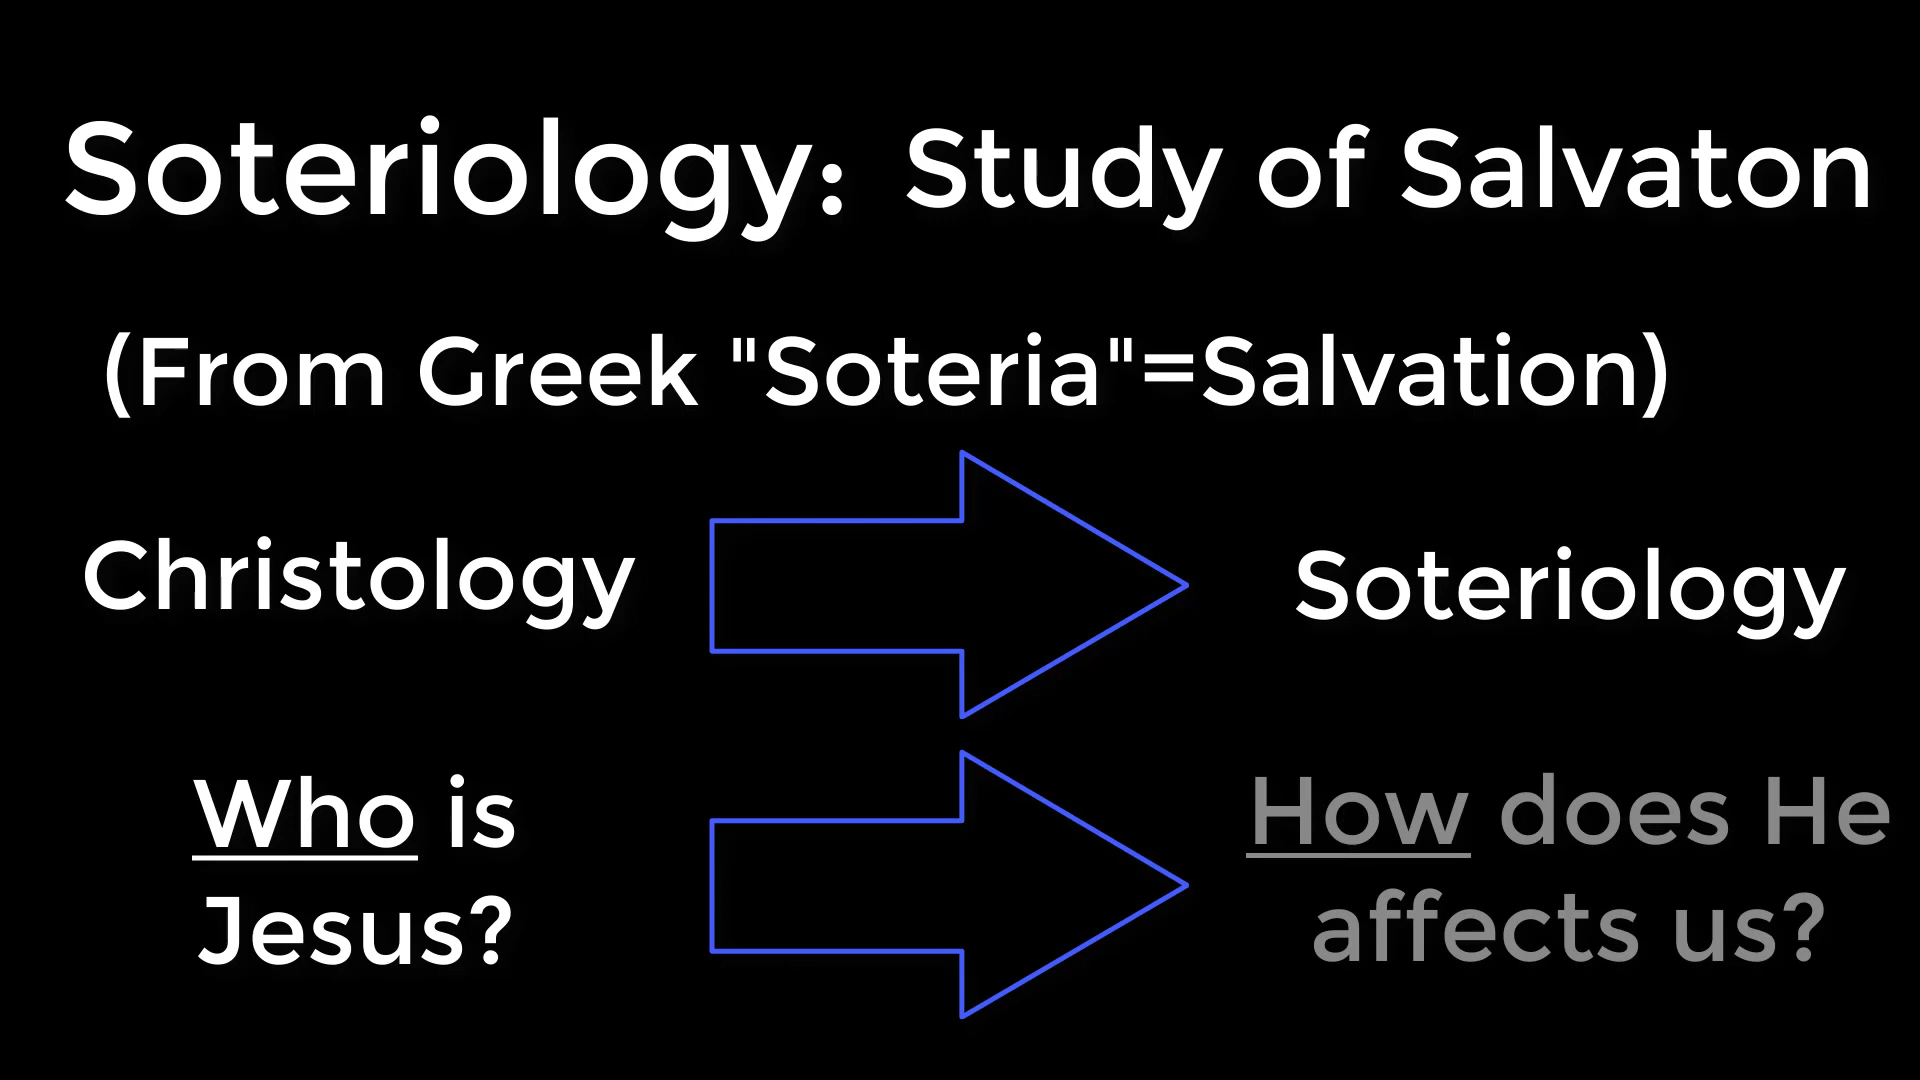 Soteriology: Study of Salvaton
(From Greek "Soteria"=Salvation)
Christology Soteriology
Who is
Jesus?
How does He
affects us?